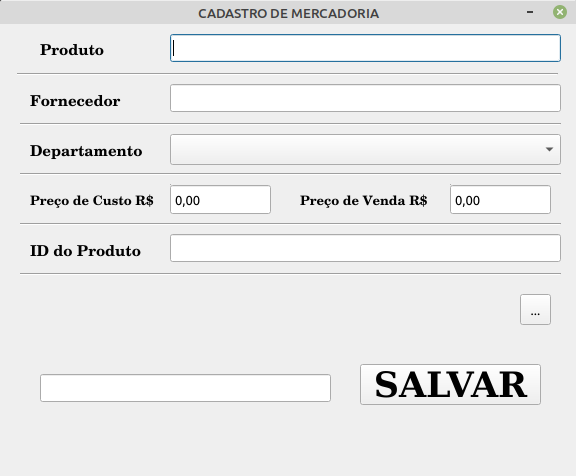 CADASTRO DE MERCADORIA
Produto
Fornecedor
Departamento
Preço de Custo R$ 0,00 Preço de Venda R$ 0,00
ID do Produto
...
SALVAR